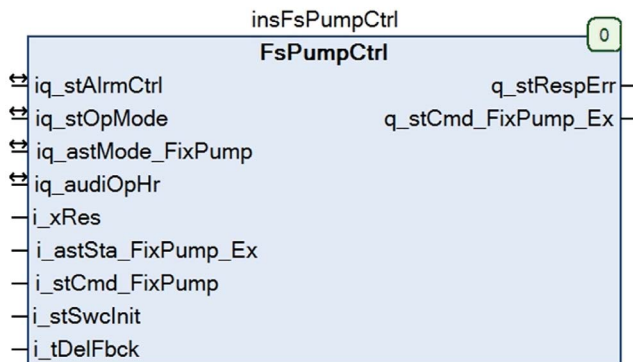 insFsPumpCtrl
0
FsPumpCtrl
iq_stAlrmCtrl
q_stRespErr
iq_stOpMode
q_stCmd_FixPump_Ex
iq_astMode_FixPump
iq_audiOpHr
i_xRes
i_astSta_FixPump_Ex
i_stCmd_FixPump
i_stSwcInit
i_tDelFbck